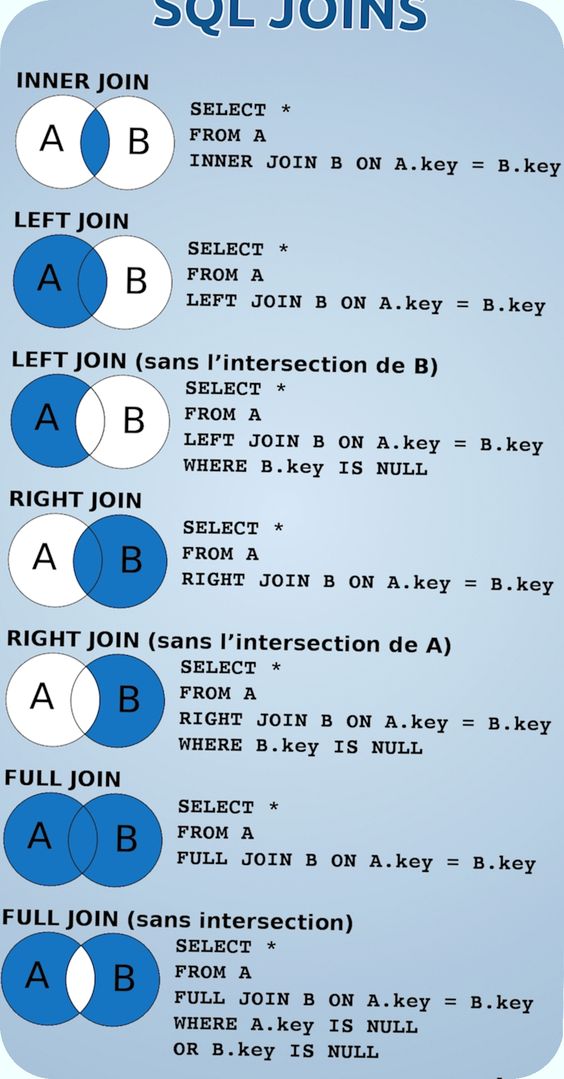 SQL JOINS
INNER JOIN
A B
SELECT *
FROM A
INNER JOIN B ON A.key = B.key
LEFT JOIN
A B
SELECT *
FROM A
LEFT JOIN B ON A.key = B.key
LEFT JOIN (sans l’intersection de B)
A B
SELECT *
FROM A
LEFT JOIN B ON A.key = B.key
WHERE B.key IS NULL
RIGHT JOIN
A B
SELECT *
FROM A
RIGHT JOIN B ON A.key = B.key
RIGHT JOIN (sans l’intersection de A)
A B
SELECT *
FROM A
RIGHT JOIN B ON A.key = B.key
WHERE B.key IS NULL
FULL JOIN
A B
SELECT *
FROM A
FULL JOIN B ON A.key = B.key
FULL JOIN (sans intersection)
A B
SELECT *
FROM A
FULL JOIN B ON A.key = B.key
WHERE A.key IS NULL
OR B.key IS NULL